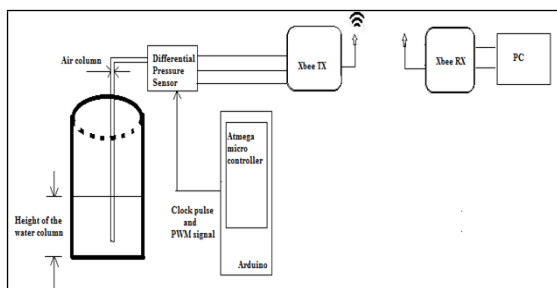 Air column
Differential
Pressure
Sensor
Xbee TX
Xbee RX
PC
Atmega
micro
controller
Height of the
water column
Clock pulse
and
PWM signal
Arduino